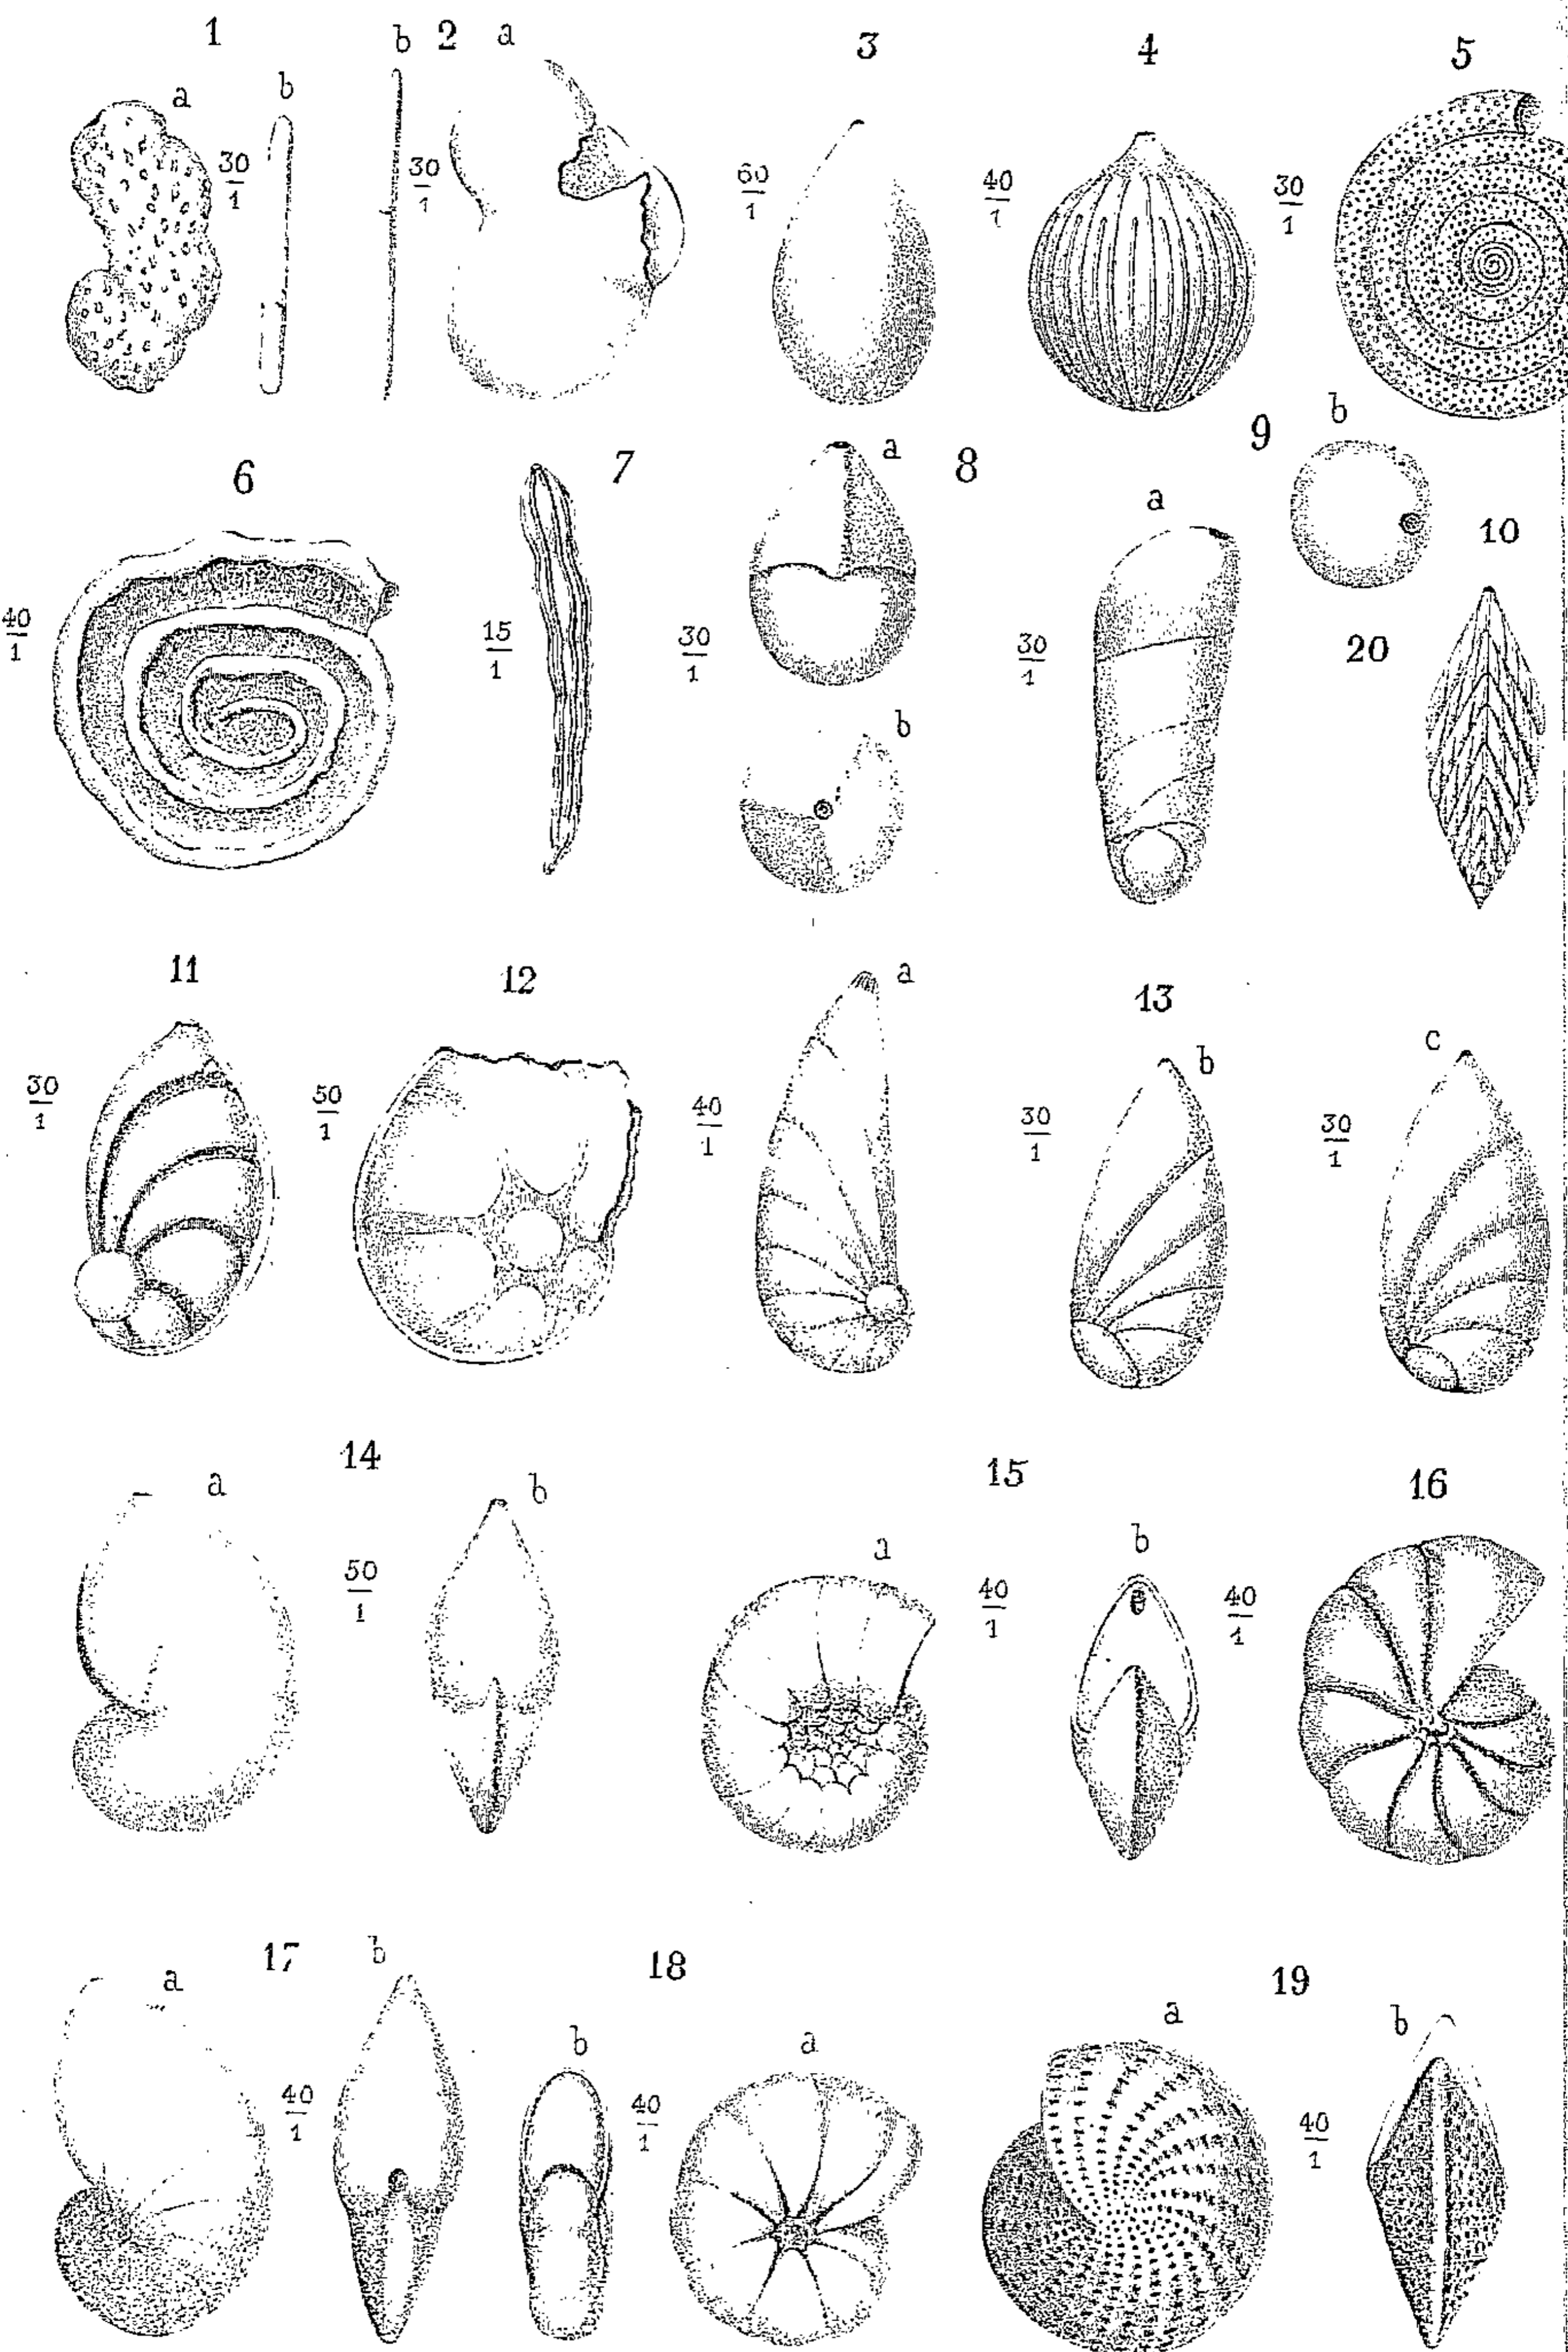 1 b 2 a 3 4 5
a b
30/1 30/1 60/1 40/1 30/1
9 b
6 7 a 8 a 10
40/1 15/1 30/1 30/1 20
b
11 12 a 13
b c
30/1 50/1 40/1 30/1 30/1
14 15 16
a b a b
50/1 40/1 40/1
17 b 18 19
a b a a b
40/1 40/1 40/1